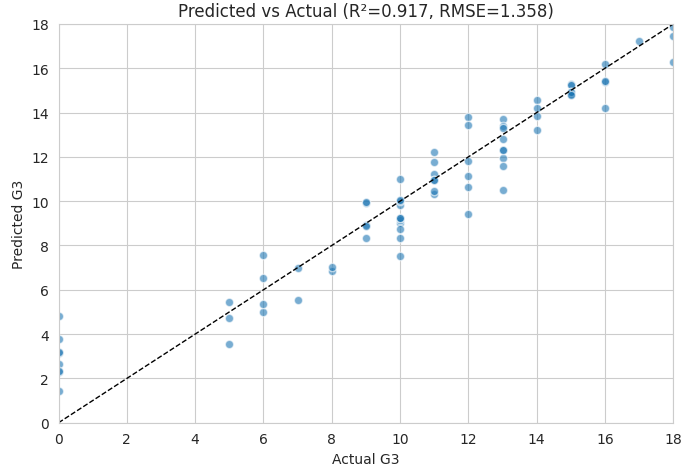 Predicted vs Actual (R²=0.917, RMSE=1.358)
18
16
14
12
10
8
6
4
2
0
Predicted G3
0 2 4 6 8 10 12 14 16 18
Actual G3